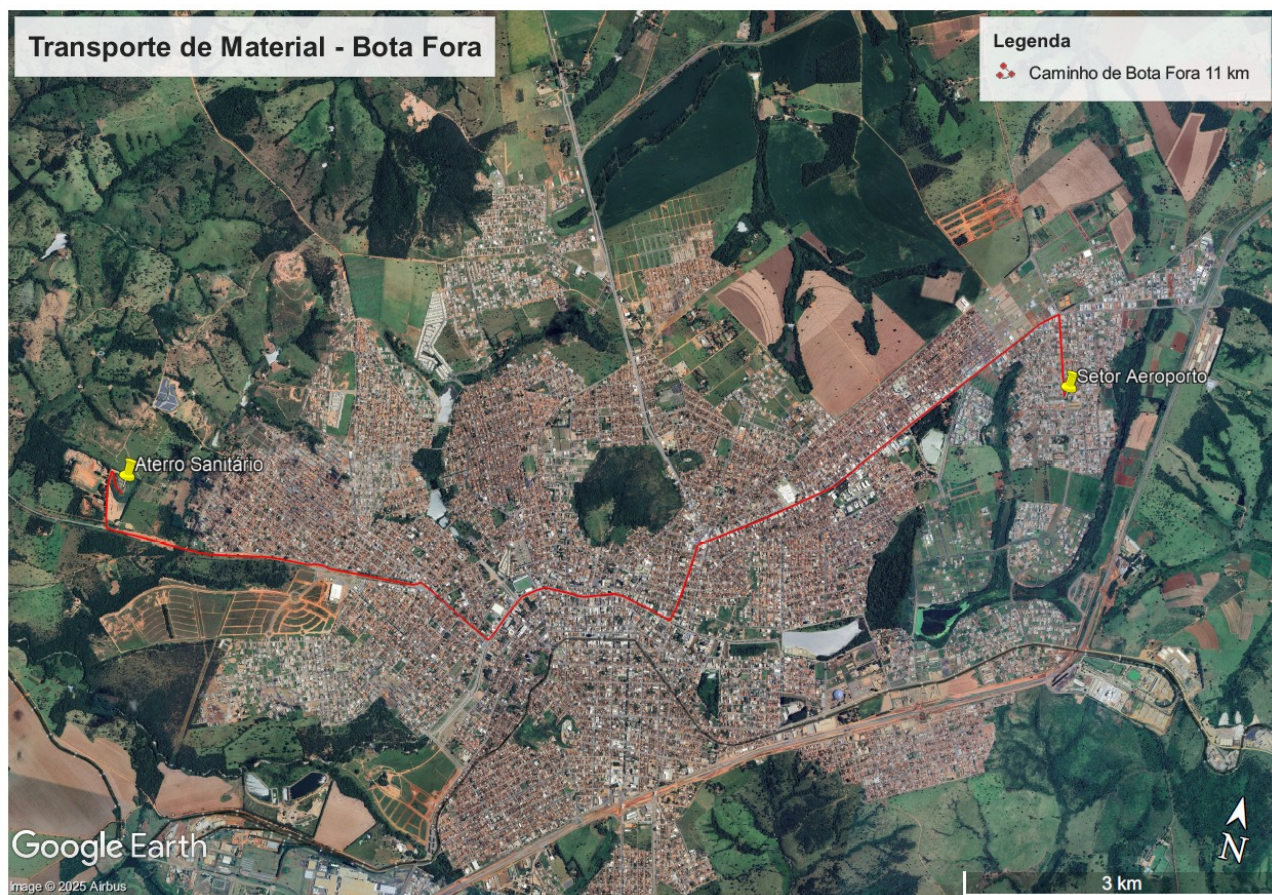 Transporte de Material - Bota Fora
Legenda
Caminho de Bota Fora 11 km
Setor Aeroporto
Aterro Sanitário
Google Earth
N
Image © 2025 Airbus
3 km